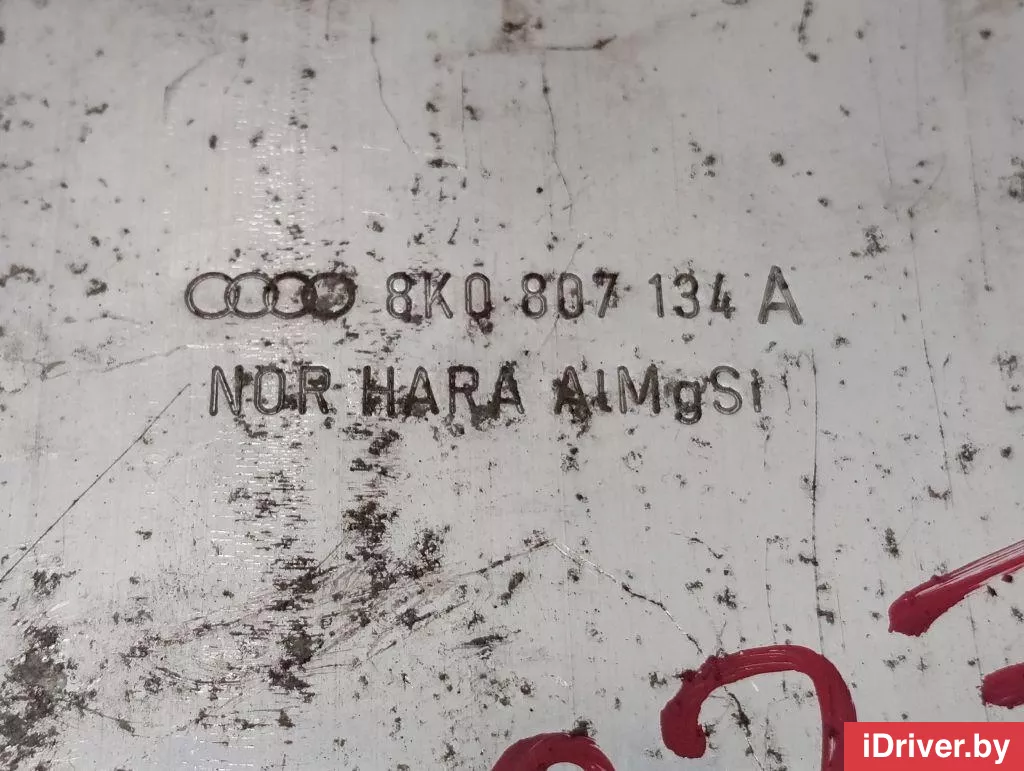 8K0 807 134 A
NOR HARA AlMgSi
iDriver.by